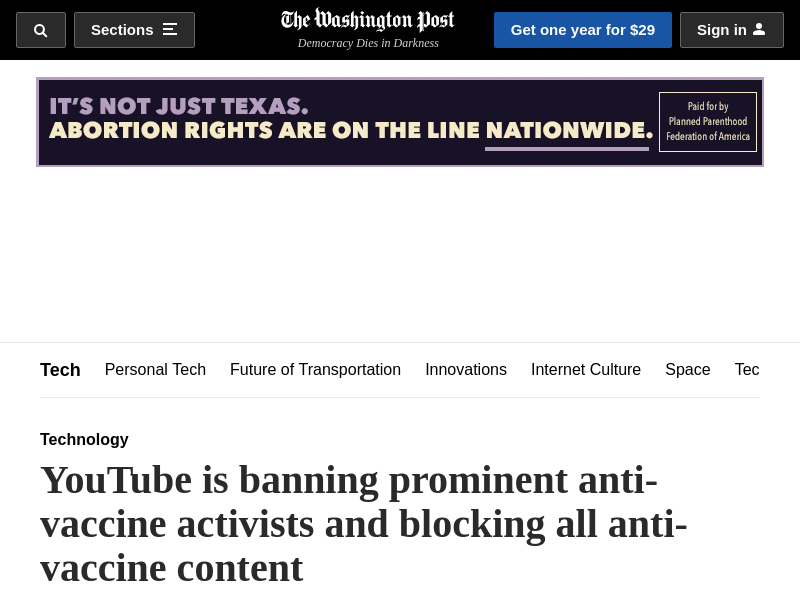 Sections
The Washington Post
Democracy Dies in Darkness
Get one year for $29
Sign in
IT'S NOT JUST TEXAS.
ABORTION RIGHTS ARE ON THE LINE NATIONWIDE.
Paid for by
Planned Parenthood
Federation of America
Tech Personal Tech Future of Transportation Innovations Internet Culture Space Tec
Technology
YouTube is banning prominent anti-
vaccine activists and blocking all anti-
vaccine content